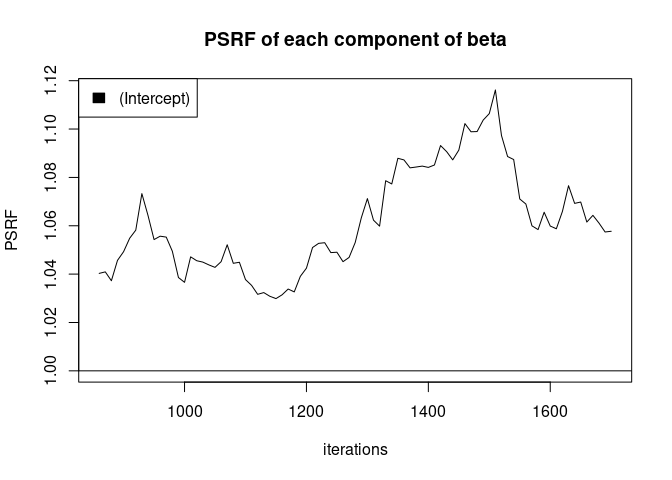 PSRF of each component of beta
(Intercept)
PSRF
1.12
1.10
1.08
1.06
1.04
1.02
1.00
1000 1200 1400 1600
iterations